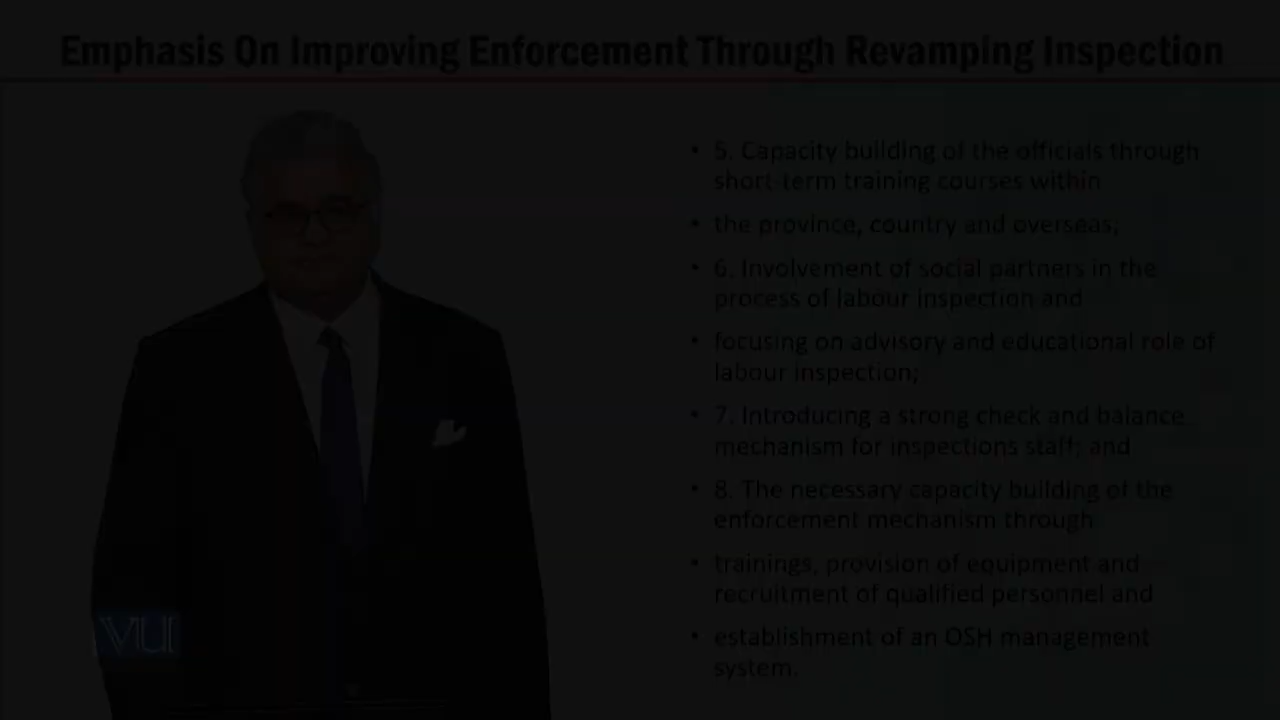 Emphasis On Improving Enforcement Through Revamping Inspection
• 5. Capacity building of the officials through
short-term training courses within
• the province, country and overseas;
• 6. Involvement of social partners in the
process of labour inspection and
• focusing on advisory and educational role of
labour inspection;
• 7. Introducing a strong check and balance
mechanism for inspections staff; and
• 8. The necessary capacity building of the
enforcement mechanism through
• trainings, provision of equipment and
recruitment of qualified personnel and
• establishment of an OSH management
system.
VU